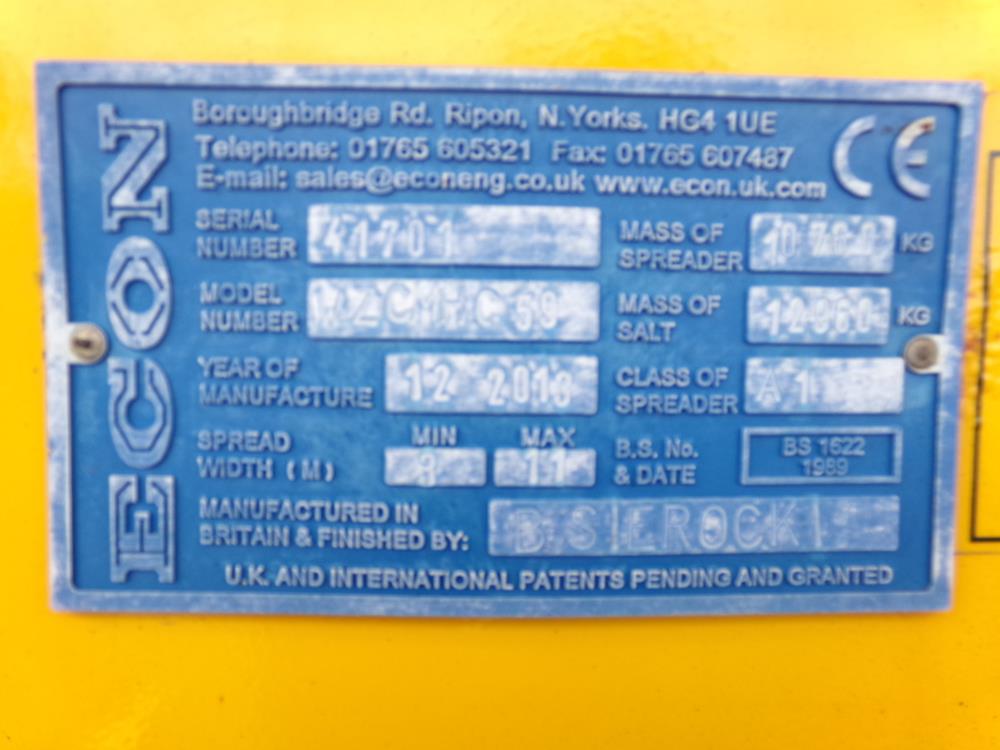 ECON
Boroughbridge Rd. Ripon, N.Yorks. HG4 1UE
Telephone: 01765 605321 Fax: 01765 607487
E-mail: sales@econeng.co.uk www.econ.uk.com
CE
SERIAL NUMBER 41701
MASS OF SPREADER KG
MODEL NUMBER
MASS OF SALT KG
YEAR OF MANUFACTURE 12
CLASS OF SPREADER A1
SPREAD WIDTH (M) MIN MAX 11
B.S. No. & DATE BS 1622 1989
MANUFACTURED IN BRITAIN & FINISHED BY: B SIEROCKI
U.K. AND INTERNATIONAL PATENTS PENDING AND GRANTED